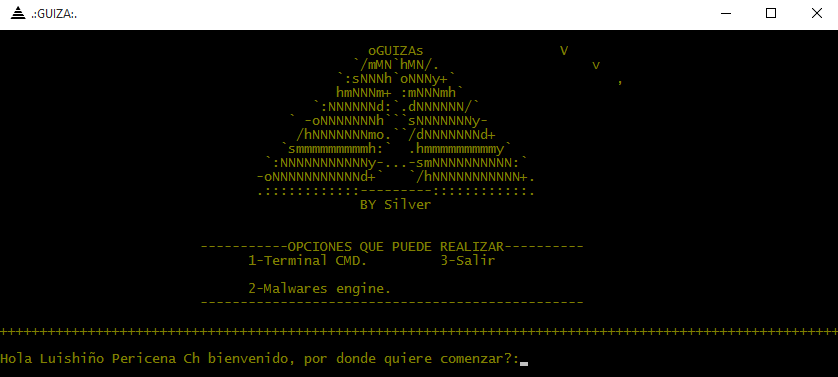 .:GUIZA:.
oGUIZAs                 V
`/mMN`hMN/.                   v
`:sNNNh`oNNNy+`                    ,
hmNNNm+ :mNNNmh`
`:NNNNNNd:`.dNNNNNN/`
` -oNNNNNNNh```sNNNNNNNy-
/hNNNNNNNmo.``/dNNNNNNNd+
`smmmmmmmmmh:`  .hmmmmmmmmmy`
`:NNNNNNNNNNNy-...-smNNNNNNNNNN:`
-oNNNNNNNNNNNd+`   `/hNNNNNNNNNNN+.
.::::::::::::---------::::::::::::.
BY Silver
-----------OPCIONES QUE PUEDE REALIZAR----------
1-Terminal CMD.         3-Salir
2-Malwares engine.
------------------------------------------------
+++++++++++++++++++++++++++++++++++++++++++++++++++++++++++++++++++++++++++++++++++++++++++++++++++++++++
Hola Luishiño Pericena Ch bienvenido, por donde quiere comenzar?: